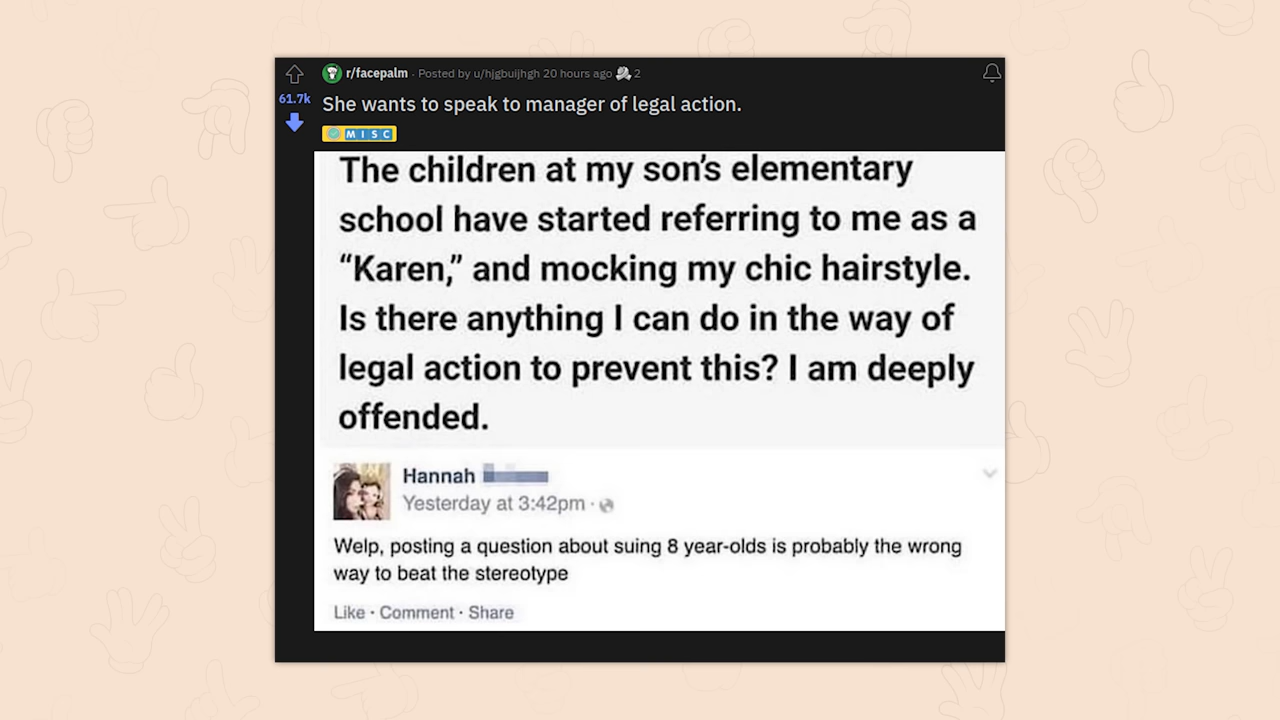 r/facepalm · Posted by u/hjgbuijhgh 20 hours ago 2
61.7k
She wants to speak to manager of legal action.
MISC
The children at my son's elementary
school have started referring to me as a
“Karen,” and mocking my chic hairstyle.
Is there anything I can do in the way of
legal action to prevent this? I am deeply
offended.
Hannah
Yesterday at 3:42pm ·
Welp, posting a question about suing 8 year-olds is probably the wrong
way to beat the stereotype
Like · Comment · Share